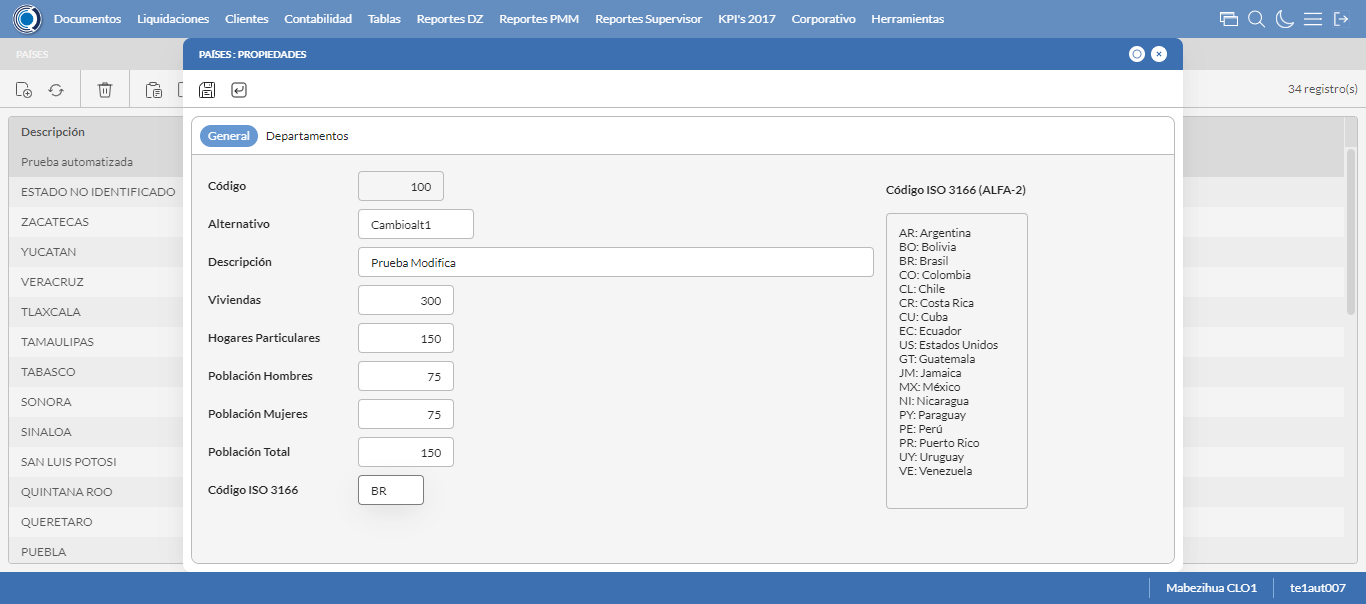 Documentos Liquidaciones Clientes Contabilidad Tablas Reportes DZ Reportes PMM Reportes Supervisor KPI's 2017 Corporativo Herramientas
PAÍSES
PAÍSES : PROPIEDADES
34 registro(s)
General Departamentos
Descripción
Prueba automatizada
ESTADO NO IDENTIFICADO
ZACATECAS
YUCATAN
VERACRUZ
TLAXCALA
TAMAULIPAS
TABASCO
SONORA
SINALOA
SAN LUIS POTOSI
QUINTANA ROO
QUERETARO
PUEBLA
Código 100
Alternativo Cambioalt1
Descripción Prueba Modifica
Viviendas 300
Hogares Particulares 150
Población Hombres 75
Población Mujeres 75
Población Total 150
Código ISO 3166 BR
Código ISO 3166 (ALFA-2)
AR: Argentina
BO: Bolivia
BR: Brasil
CO: Colombia
CL: Chile
CR: Costa Rica
CU: Cuba
EC: Ecuador
US: Estados Unidos
GT: Guatemala
JM: Jamaica
MX: México
NI: Nicaragua
PY: Paraguay
PE: Perú
PR: Puerto Rico
UY: Uruguay
VE: Venezuela
Mabezihua CLO1 te1aut007